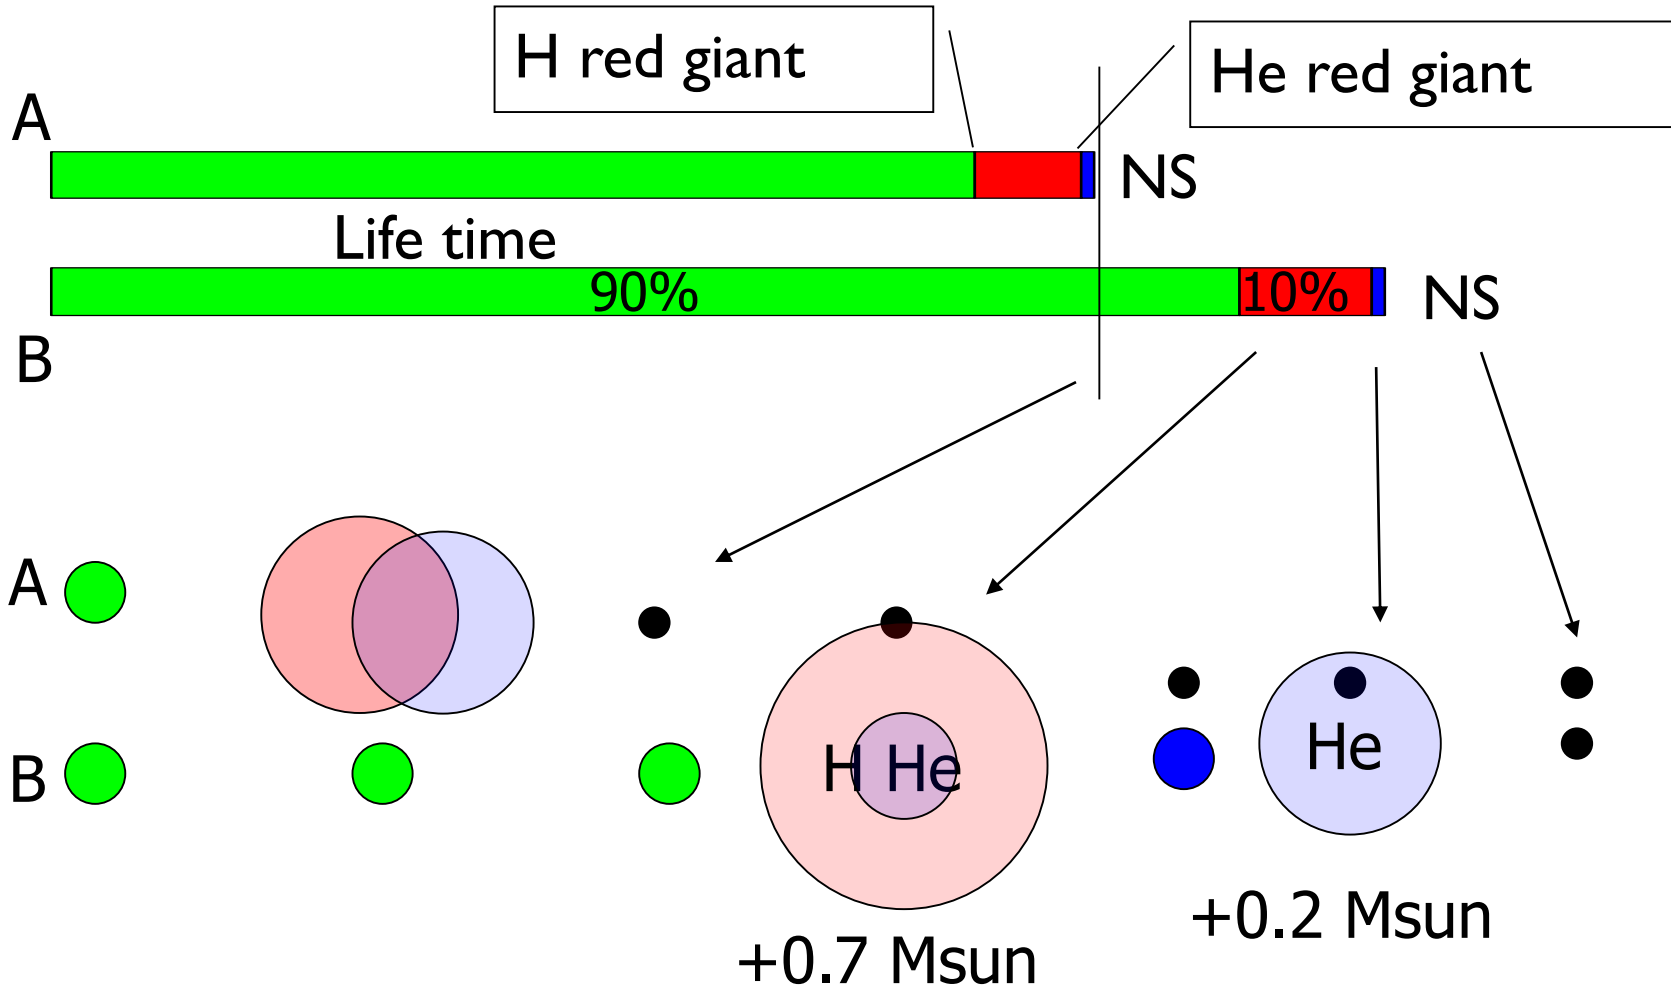 H red giant
He red giant
A
NS
Life time
90%
10%
NS
B
A
B
H He
He
+0.7 Msun
+0.2 Msun